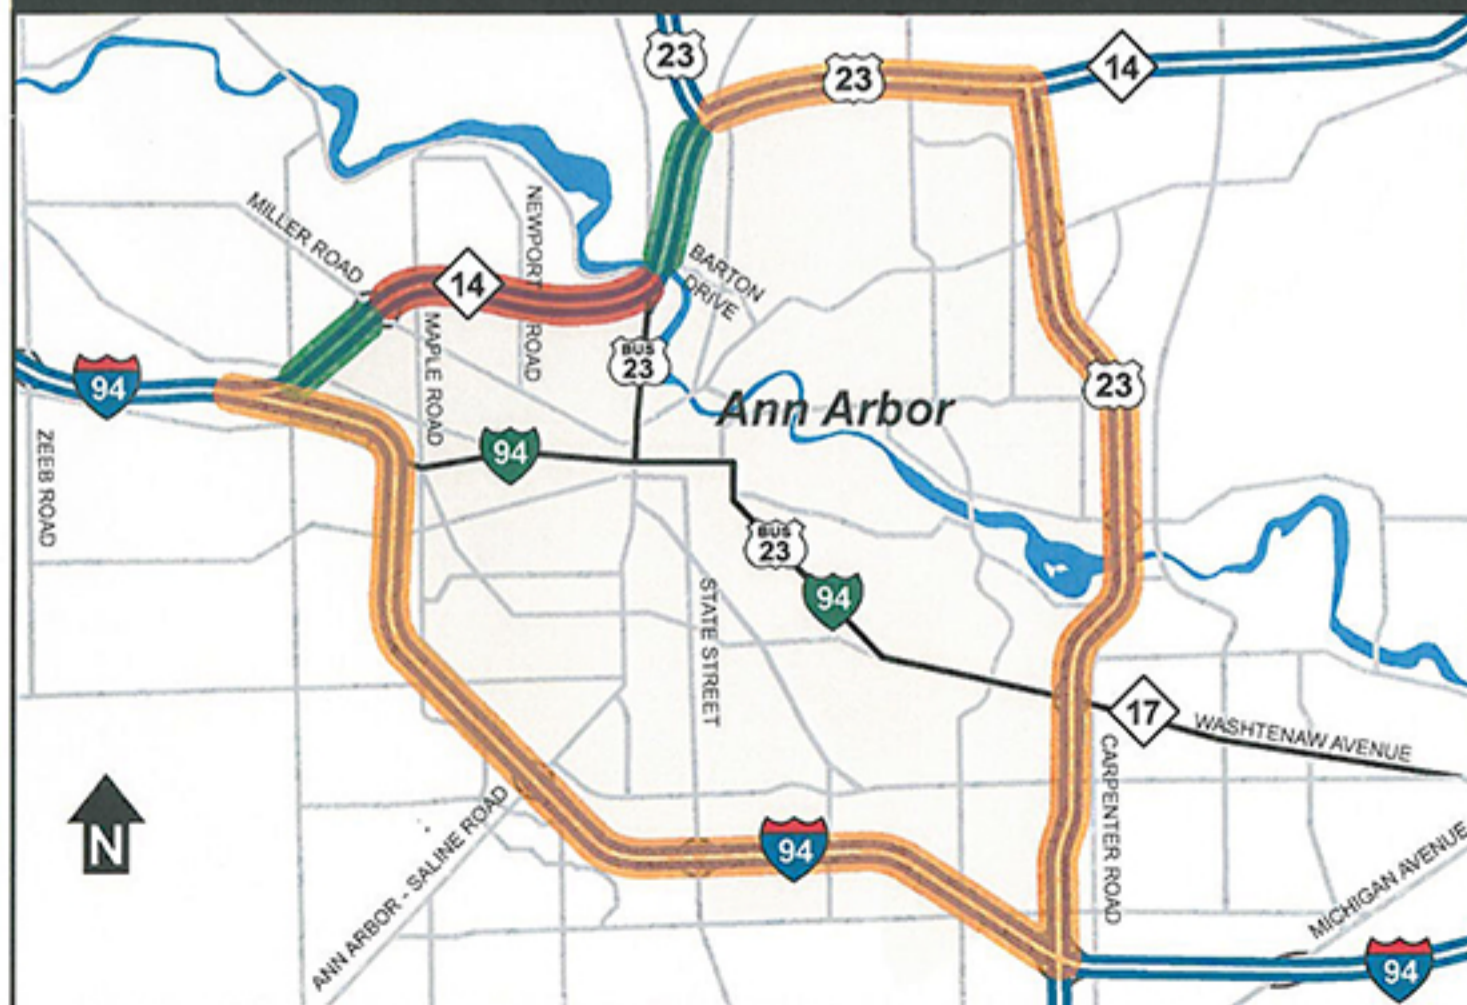 23
23
14
MILLER ROAD
NEWPORT ROAD
14
BARTON
DRIVE
MAPLE ROAD
BUS
23
94
23
Ann Arbor
ZEEB ROAD
94
BUS
23
94
STATE STREET
17
WASHTENAW AVENUE
CARPENTER ROAD
N
ANN ARBOR - SALINE ROAD
94
MICHIGAN AVENUE
94